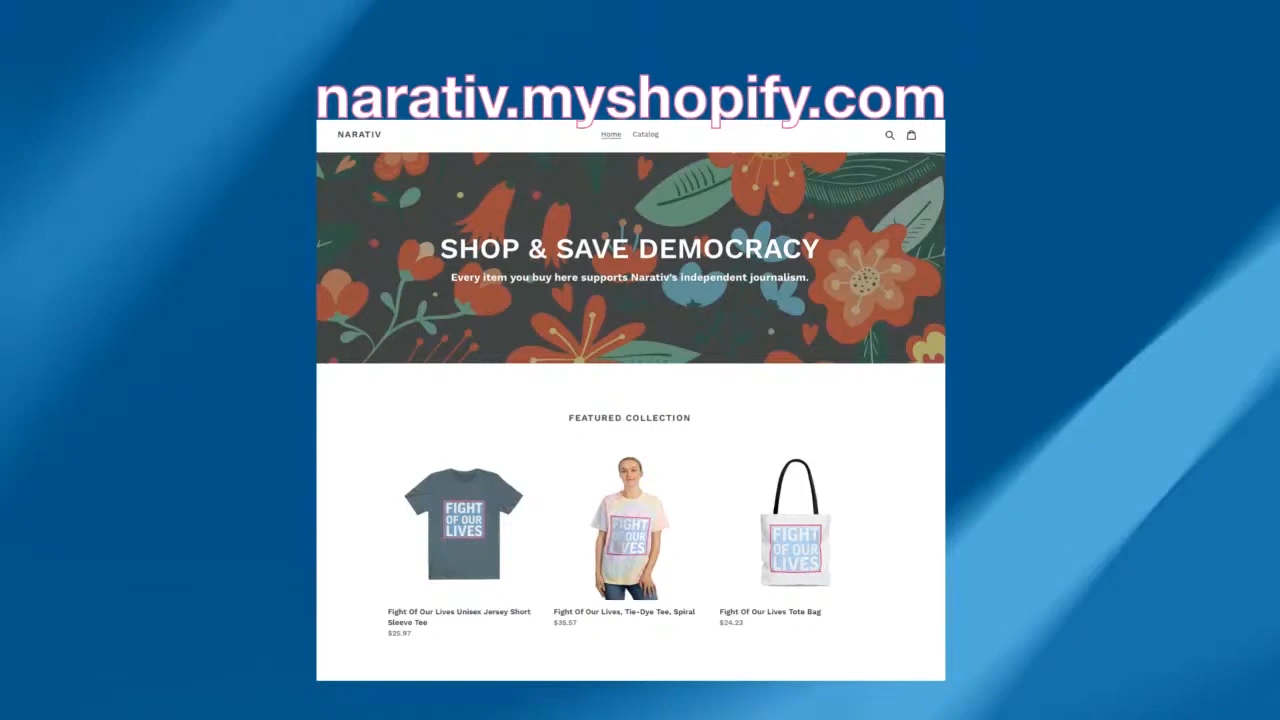 narativ.myshopify.com
NARATIV
Home Catalog
SHOP & SAVE DEMOCRACY
Every item you buy here supports Narativ's independent journalism.
FEATURED COLLECTION
FIGHT
OF OUR
LIVES
FIGHT
OF OUR
LIVES
FIGHT
OF OUR
LIVES
Fight Of Our Lives Unisex Jersey Short
Sleeve Tee
$25.97
Fight Of Our Lives, Tie-Dye Tee, Spiral
$35.57
Fight Of Our Lives Tote Bag
$24.23